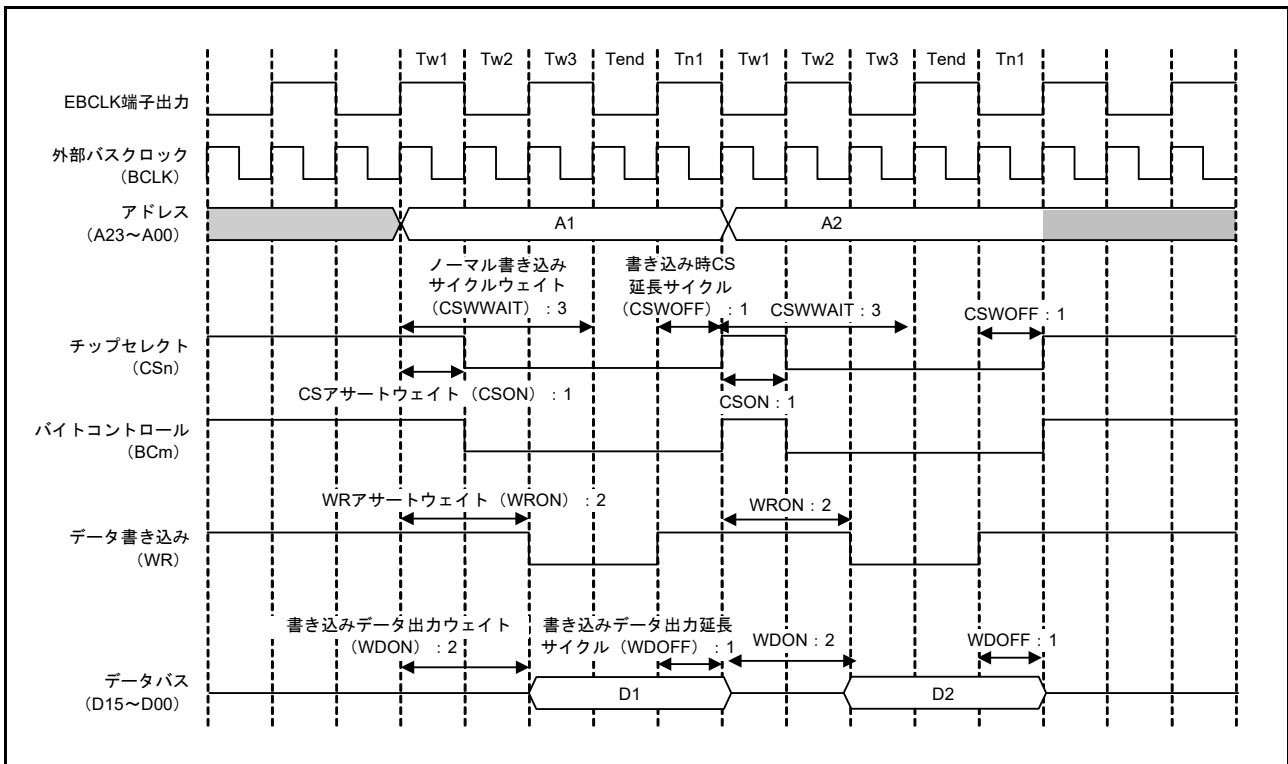 Tw1 Tw2 Tw3 Tend Tn1 Tw1 Tw2 Tw3 Tend Tn1
EBCLK端子出力
外部バスクロック
(BCLK)
アドレス
(A23～A00)
A1
A2
ノーマル書き込み
サイクルウェイト
(CSWWAIT):3
書き込み時CS
延長サイクル
(CSWOFF):1
CSWWAIT:3
CSWOFF:1
チップセレクト
(CSn)
CSアサートウェイト(CSON):1
CSON:1
バイトコントロール
(BCm)
WRアサートウェイト(WRON):2
WRON:2
データ書き込み
(WR)
書き込みデータ出力ウェイト
(WDON):2
書き込みデータ出力延長
サイクル(WDOFF):1
WDON:2
WDOFF:1
データバス
(D15～D00)
D1
D2